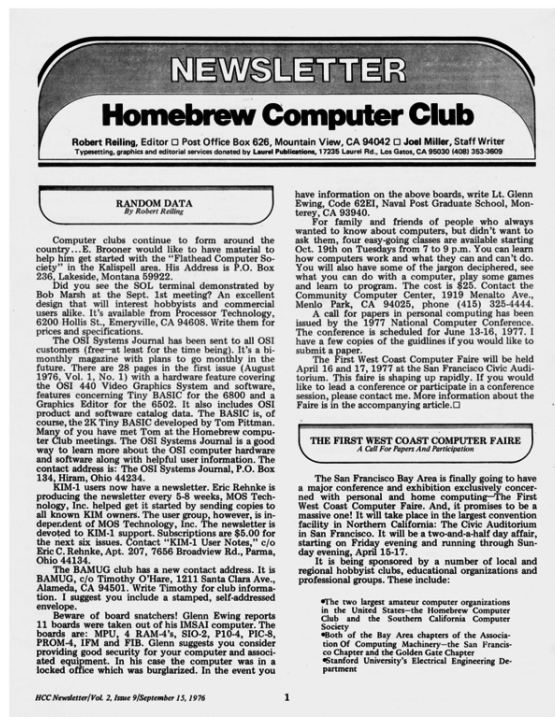 NEWSLETTER
Homebrew Computer Club
Robert Reiling, Editor □ Post Office Box 626, Mountain View, CA 94042 □ Joel Miller, Staff Writer
Typesetting, graphics and editorial services donated by Laurel Publications, 17235 Laurel Rd., Los Gatos, CA 95030 (408) 353-3609
RANDOM DATA
By Robert Reiling
Computer clubs continue to form around the
country...E. Brooner would like to have material to
help him get started with the "Flathead Computer So-
ciety" in the Kalispell area. His Address is P.O. Box
236, Lakeside, Montana 59922.
Did you see the SOL terminal demonstrated by
Bob Marsh at the Sept. 1st meeting? An excellent
design that will interest hobbyists and commercial
users alike. It's available from Processor Technology,
6200 Hollis St., Emeryville, CA 94608. Write them for
prices and specifications.
The OSI Systems Journal has been sent to all OSI
customers (free—at least for the time being). It's a bi-
monthly magazine with plans to go monthly in the
future. There are 28 pages in the first issue (August
1976, Vol. 1, No. 1) with a hardware feature covering
the OSI 440 Video Graphics System and software,
features concerning Tiny BASIC for the 6800 and a
Graphics Editor for the 6502. It also includes OSI
product and software catalog data. The BASIC is, of
course, the 2K Tiny BASIC developed by Tom Pittman.
Many of you have met Tom at the Homebrew compu-
ter Club meetings. The OSI Systems Journal is a good
way to learn more about the OSI computer hardware
and software along with helpful user information. The
contact address is: The OSI Systems Journal, P.O. Box
134, Hiram, Ohio 44234.
KIM-1 users now have a newsletter. Eric Rehnke is
producing the newsletter every 5-8 weeks, MOS Tech-
nology, Inc. helped get it started by sending copies to
all known KIM owners. The user group, however, is in-
dependent of MOS Technology, Inc. The newsletter is
devoted to KIM-1 support. Subscriptions are $5.00 for
the next six issues. Contact "KIM-1 User Notes," c/o
Eric C. Rehnke, Apt. 207, 7656 Broadview Rd., Parma,
Ohio 44134.
The BAMUG club has a new contact address. It is
BAMUG, c/o Timothy O'Hare, 1211 Santa Clara Ave.,
Alameda, CA 94501. Write Timothy for club informa-
tion. I suggest you include a stamped, self-addressed
envelope.
Beware of board snatchers! Glenn Ewing reports
11 boards were taken out of his IMSAI computer. The
boards are: MPU, 4 RAM-4's, SIO-2, P10-4, PIC-8,
PROM-4, IFM and FIB. Glenn suggests you consider
providing good security for your computer and associ-
ated equipment. In his case the computer was in a
locked office which was burglarized. In the event you
have information on the above boards, write Lt. Glenn
Ewing, Code 62EI, Naval Post Graduate School, Mon-
terey, CA 93940.
For family and friends of people who always
wanted to know about computers, but didn't want to
ask them, four easy-going classes are available starting
Oct. 19th on Tuesdays from 7 to 9 p.m. You can learn
how computers work and what they can and can't do.
You will also have some of the jargon deciphered, see
what you can do with a computer, play some games
and learn to program. The cost is $25. Contact the
Community Computer Center, 1919 Menalto Ave.,
Menlo Park, CA 94025, phone (415) 325-4444.
A call for papers in personal computing has been
issued by the 1977 National Computer Conference.
The conference is scheduled for June 13-16, 1977. I
have a few copies of the guidlines if you would like to
submit a paper.
The First West Coast Computer Faire will be held
April 16 and 17, 1977 at the San Francisco Civic Audi-
torium. This faire is shaping up rapidly. If you would
like to lead a conference or participate in a conference
session, please contact me. More information about the
Faire is in the accompanying article.□
THE FIRST WEST COAST COMPUTER FAIRE
A Call For Papers And Participation
The San Francisco Bay Area is finally going to have
a major conference and exhibition exclusively concer-
ned with personal and home computing—The First
West Coast Computer Faire. And, it promises to be a
massive one! It will take place in the largest convention
facility in Northern California: The Civic Auditorium
in San Francisco. It will be a two-and-a-half day affair,
starting on Friday evening and running through Sun-
day evening, April 15-17.
It is being sponsored by a number of local and
regional hobbyist clubs, educational organizations and
professional groups. These include:
•The two largest amateur computer organizations
in the United States—the Homebrew Computer
Club and the Southern California Computer
Society
•Both of the Bay Area chapters of the Associa-
tion Of Computing Machinery—the San Francis-
co Chapter and the Golden Gate Chapter
•Stanford University's Electrical Engineering De-
partment
HCC Newsletter/Vol. 2, Issue 9/September 15, 1976
1